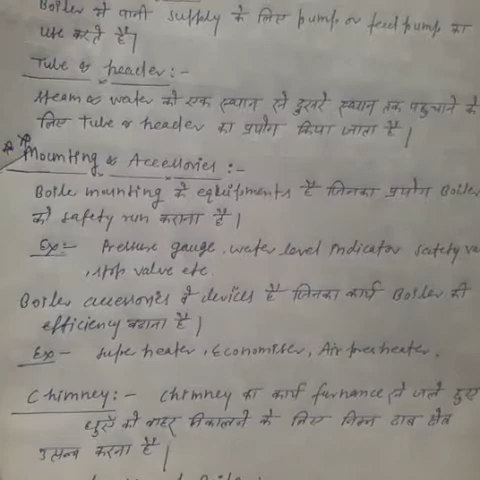 Boiler में पानी supply के लिए pump or feed pump का
use करते है|
Tube & header:-
Steam & water को एक स्थान से दुसरे स्थान तक पहुचाने के
लिए Tube & header का प्रयोग किया जाता है|
Mounting & Accessories:-
Boiler mounting वे equipments है जिनका प्रयोग Boiler
को safety run कराना है|
Ex:- Pressure gauge, water level indicator safety va
, stop valve etc.
Boiler accessories वे devices है जिनका कार्य Boiler की
efficiency बढाना है|
Ex- super heater, Economiser, Air preheater,
Chimney:- Chimney का कार्य furnance से जले हुए
धुएँ को बाहर निकालने के लिए निम्न दाब क्षेत्र
उत्पन्न करना है|